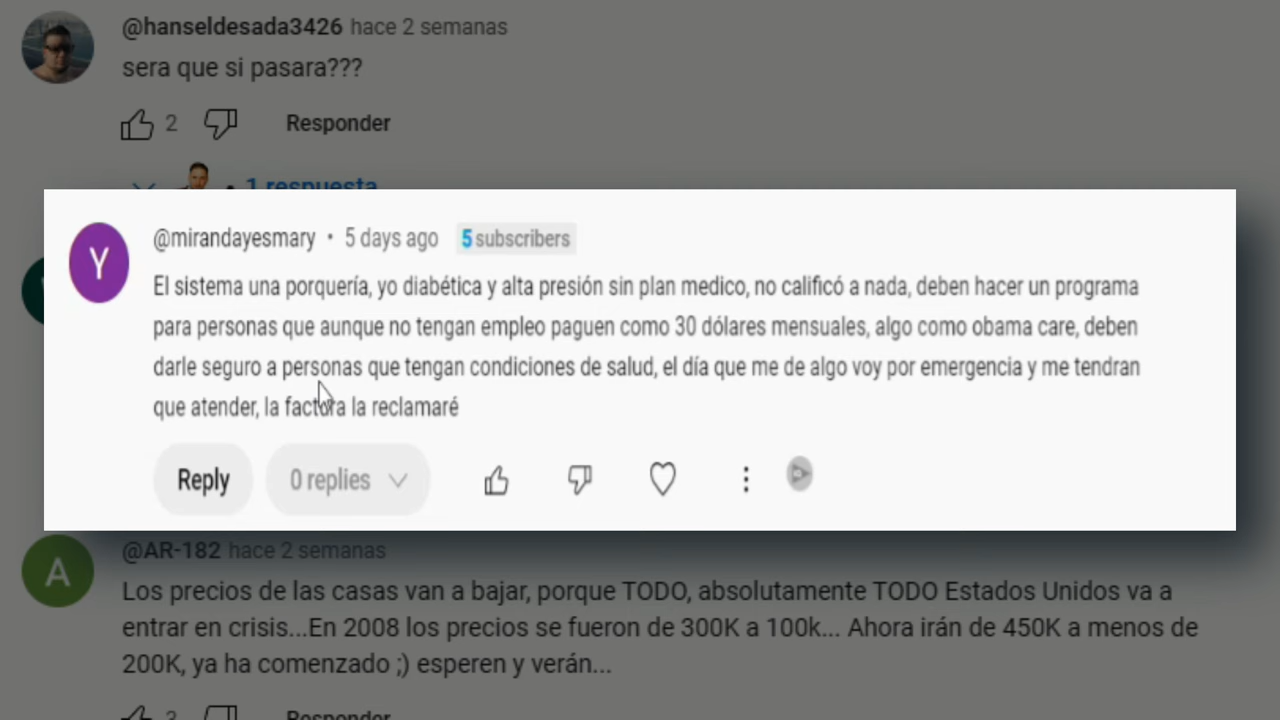 @hanseldesada3426 hace 2 semanas
sera que si pasara???
2 Responder
1 respuesta
Y
@mirandayesmary • 5 days ago 5 subscribers
El sistema una porquería, yo diabética y alta presión sin plan medico, no calificó a nada, deben hacer un programa
para personas que aunque no tengan empleo paguen como 30 dólares mensuales, algo como obama care, deben
darle seguro a personas que tengan condiciones de salud, el día que me de algo voy por emergencia y me tendran
que atender, la factura la reclamaré
Reply 0 replies
@AR-182 hace 2 semanas
A
Los precios de las casas van a bajar, porque TODO, absolutamente TODO Estados Unidos va a
entrar en crisis...En 2008 los precios se fueron de 300K a 100k... Ahora irán de 450K a menos de
200K, ya ha comenzado ;) esperen y verán...
Responder